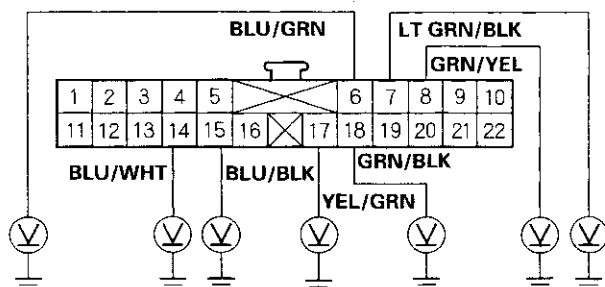 BLU/GRN LT GRN/BLK
GRN/YEL
1 2 3 4 5 6 7 8 9 10
11 12 13 14 15 16 17 18 19 20 21 22
BLU/WHT BLU/BLK GRN/BLK
YEL/GRN
V V V V V V V